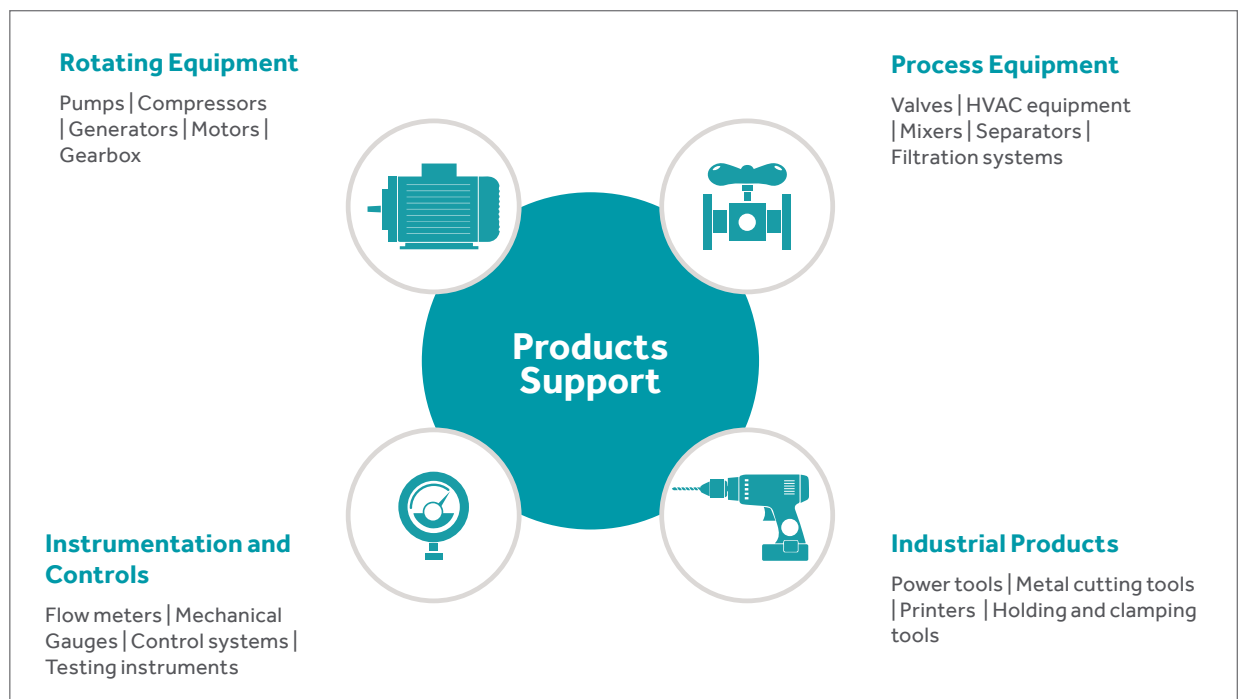 Rotating Equipment
Pumps | Compressors
| Generators | Motors |
Gearbox
Process Equipment
Valves | HVAC equipment
| Mixers | Separators |
Filtration systems
Products
Support
Instrumentation and
Controls
Flow meters | Mechanical
Gauges | Control systems |
Testing instruments
Industrial Products
Power tools | Metal cutting tools
| Printers | Holding and clamping
tools